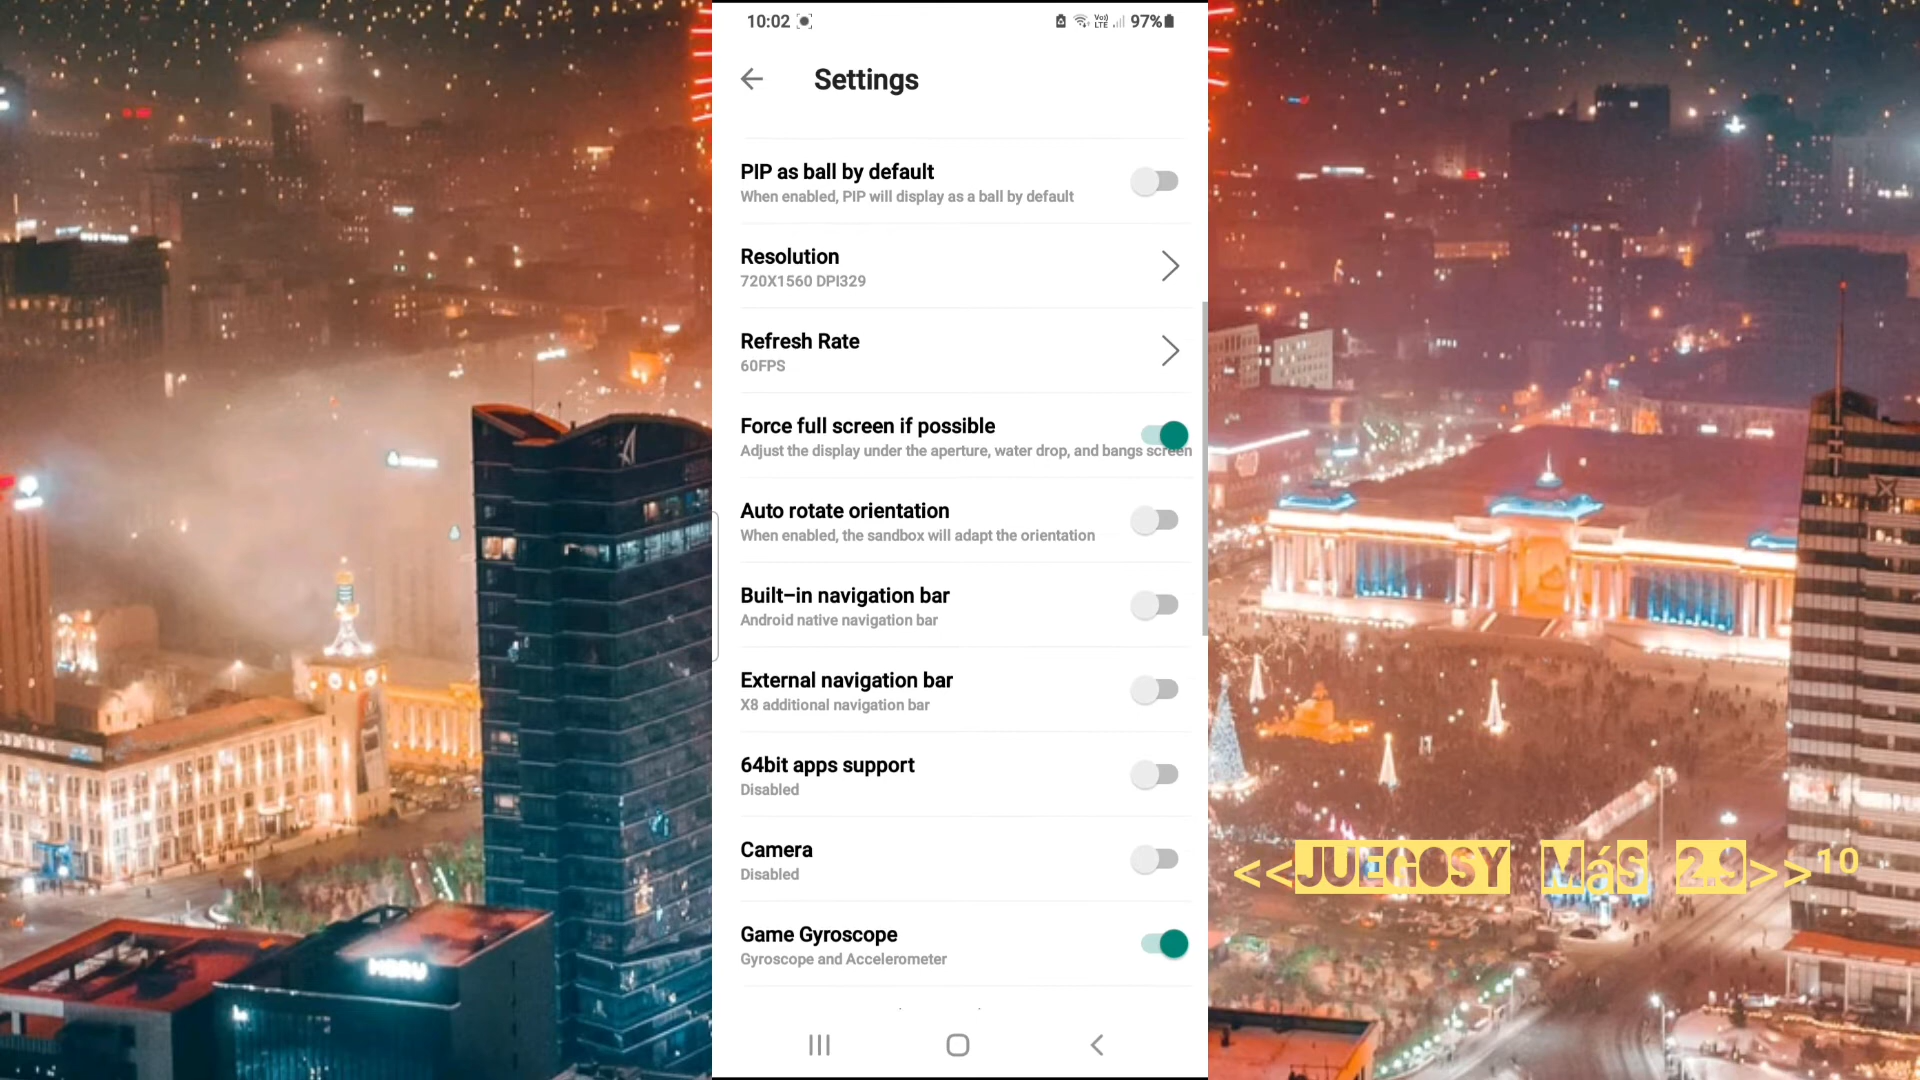 10:02
Vo)) LTE 97%
Settings
PIP as ball by default
When enabled, PIP will display as a ball by default
Resolution
720X1560 DPI329
Refresh Rate
60FPS
Force full screen if possible
Adjust the display under the aperture, water drop, and bangs screen
Auto rotate orientation
When enabled, the sandbox will adapt the orientation
Built-in navigation bar
Android native navigation bar
External navigation bar
X8 additional navigation bar
64bit apps support
Disabled
Camera
Disabled
Game Gyroscope
Gyroscope and Accelerometer
<<JUEGOSY MáS 2.9>>¹⁰